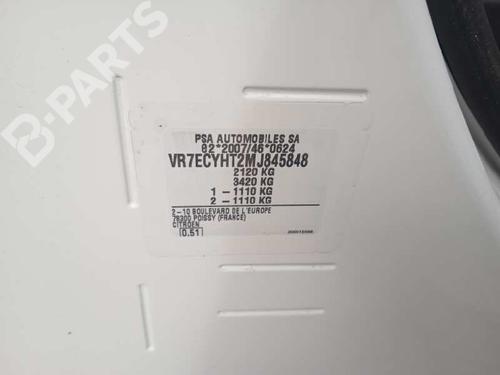 B-PARTS
PSA AUTOMOBILES SA
82*2007/46*0624
VR7ECYHT2MJ845848
2120 KG
3420 KG
1 - 1110 KG
2 - 1110 KG
2-10 BOULEVARD DE L'EUROPE
78300 POISSY (FRANCE)
CITROEN
0.51